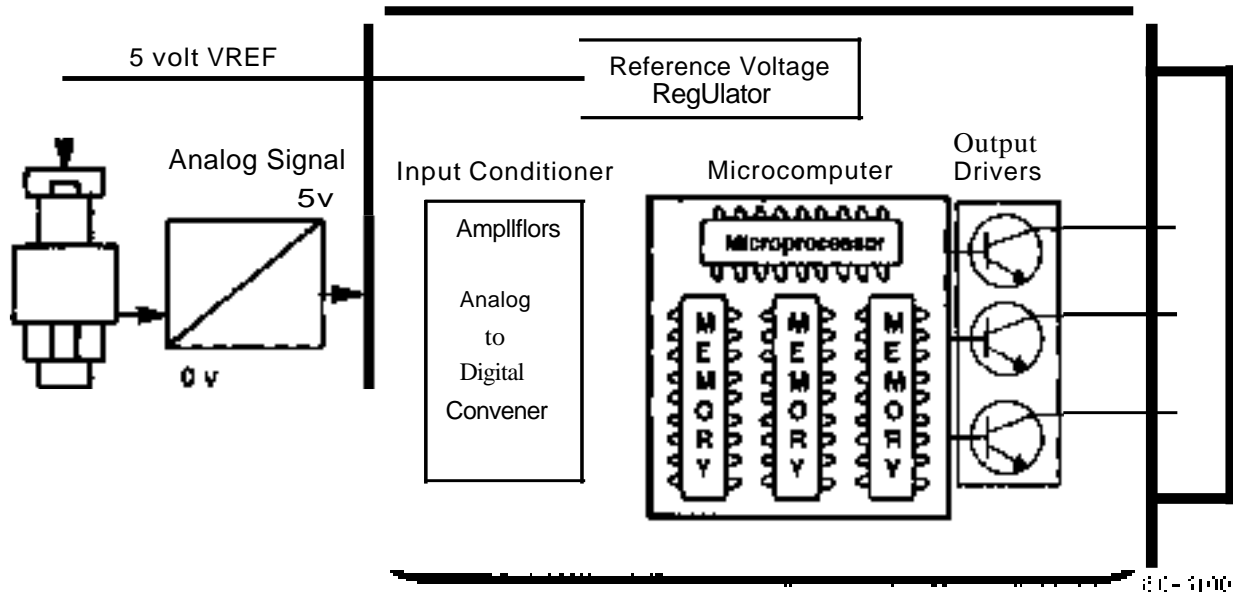 5 volt VREF
Reference Voltage
RegUlator
Analog Signal
5v
0 v
Input Conditioner
Amplllflors
Analog
to
Digital
Convener
Microcomputer
Microprocessor
MEMORY
MEMORY
MEMORY
Output
Drivers